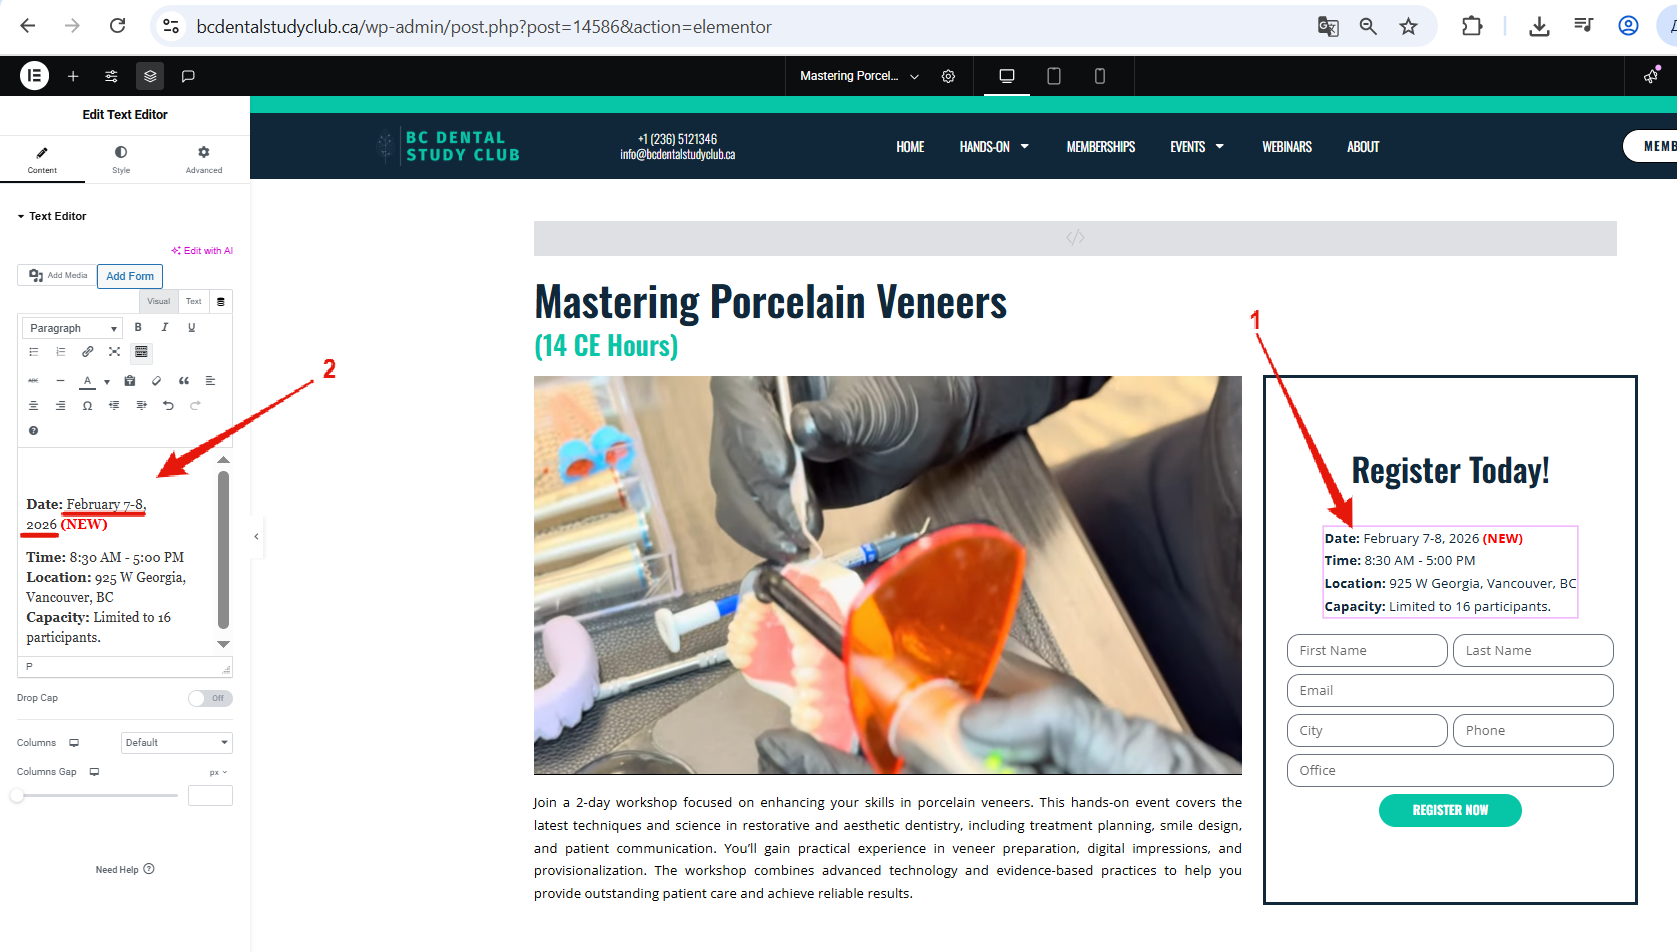 bcdentalstudyclub.ca/wp-admin/post.php?post=14586&action=elementor
Mastering Porcel...
Edit Text Editor
Content
Style
Advanced
Text Editor
Edit with AI
Add Media
Add Form
Visual
Text
Paragraph
B
I
U
ABC
A
Ω
2
Date: February 7-8,
2026 (NEW)
Time: 8:30 AM - 5:00 PM
Location: 925 W Georgia,
Vancouver, BC
Capacity: Limited to 16
participants.
P
Drop Cap
Off
Columns
Default
Columns Gap
px
Need Help
BC DENTAL
STUDY CLUB
+1 (236) 5121346
info@bcdentalstudyclub.ca
HOME
HANDS-ON
MEMBERSHIPS
EVENTS
WEBINARS
ABOUT
MEMB
Mastering Porcelain Veneers
(14 CE Hours)
1
Register Today!
Date: February 7-8, 2026 (NEW)
Time: 8:30 AM - 5:00 PM
Location: 925 W Georgia, Vancouver, BC
Capacity: Limited to 16 participants.
First Name
Last Name
Email
City
Phone
Office
REGISTER NOW
Join a 2-day workshop focused on enhancing your skills in porcelain veneers. This hands-on event covers the
latest techniques and science in restorative and aesthetic dentistry, including treatment planning, smile design,
and patient communication. You'll gain practical experience in veneer preparation, digital impressions, and
provisionalization. The workshop combines advanced technology and evidence-based practices to help you
provide outstanding patient care and achieve reliable results.